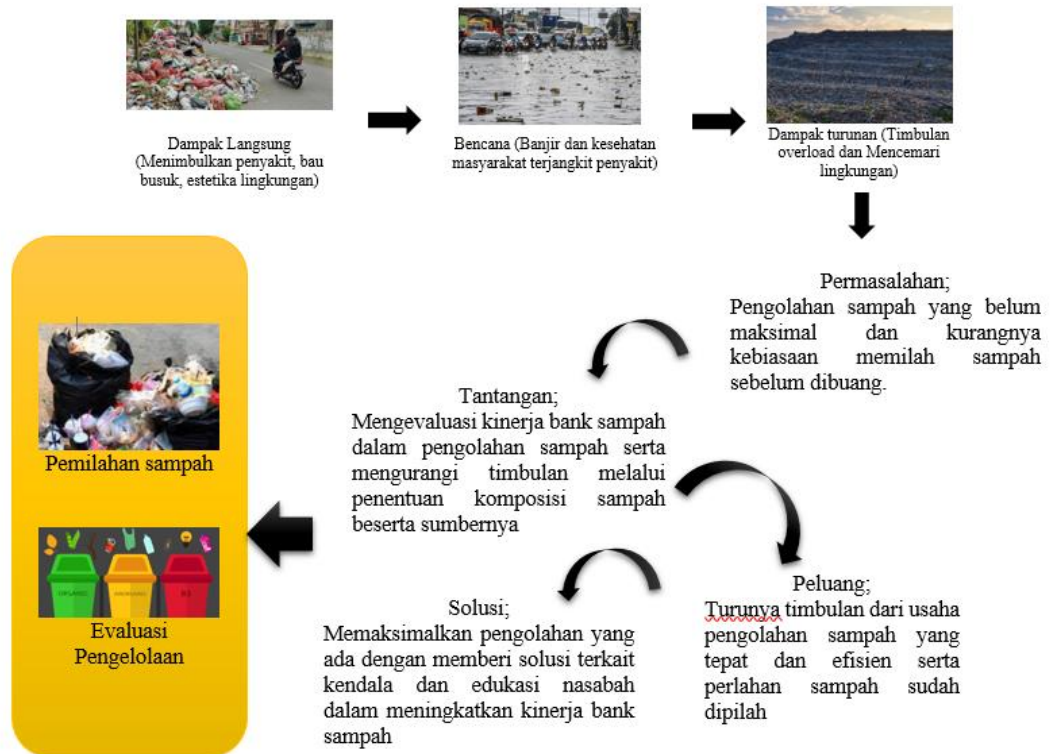 Dampak Langsung
(Menimbulkan penyakit, bau
busuk, estetika lingkungan)
Bencana (Banjir dan kesehatan
masyarakat terjangkit penyakit)
Dampak turunan (Timbulan
overload dan Mencemari
lingkungan)
Permasalahan;
Pengolahan sampah yang belum
maksimal dan kurangnya
kebiasaan memilah sampah
sebelum dibuang.
Tantangan;
Mengevaluasi kinerja bank sampah
dalam pengolahan sampah serta
mengurangi timbulan melalui
penentuan komposisi sampah
beserta sumbernya
Peluang;
Turunya timbulan dari usaha
pengolahan sampah yang
tepat dan efisien serta
perlahan sampah sudah
dipilah
Solusi;
Memaksimalkan pengolahan yang
ada dengan memberi solusi terkait
kendala dan edukasi nasabah
dalam meningkatkan kinerja bank
sampah
Pemilahan sampah
ORGANIC
ANORGANIC
B3
Evaluasi
Pengelolaan